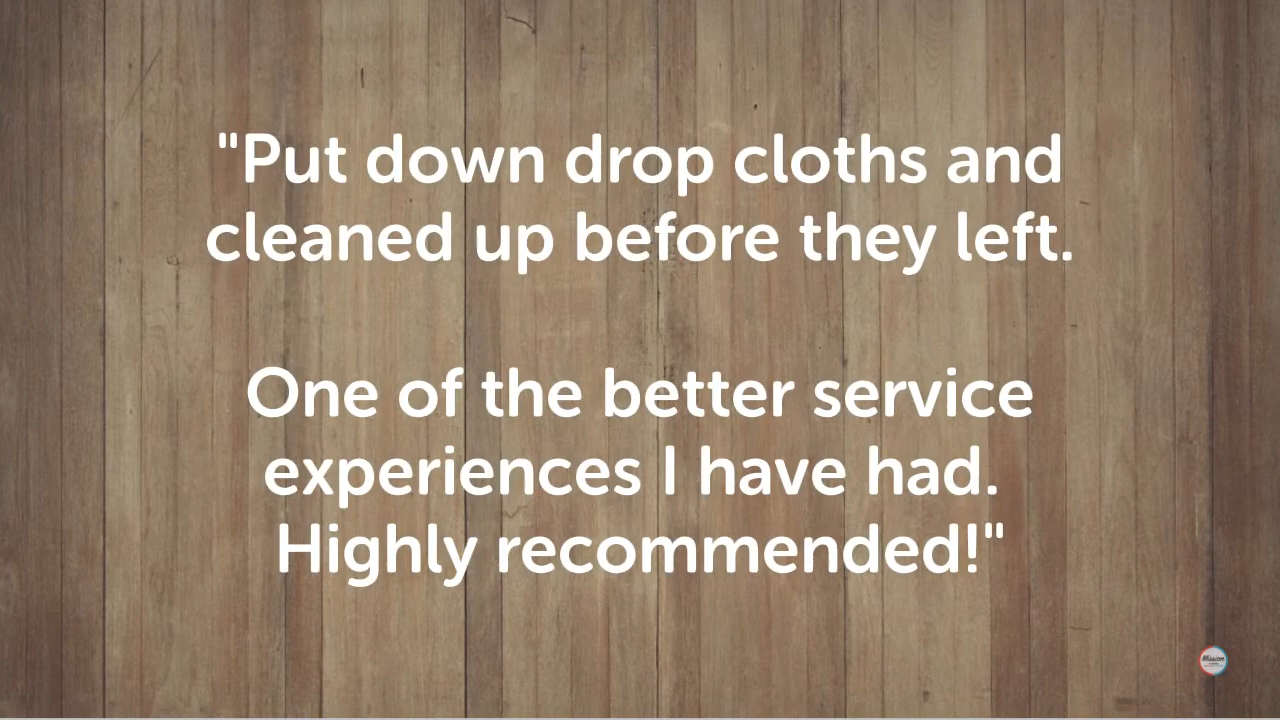 "Put down drop cloths and
cleaned up before they left.
One of the better service
experiences I have had.
Highly recommended!"
Mission